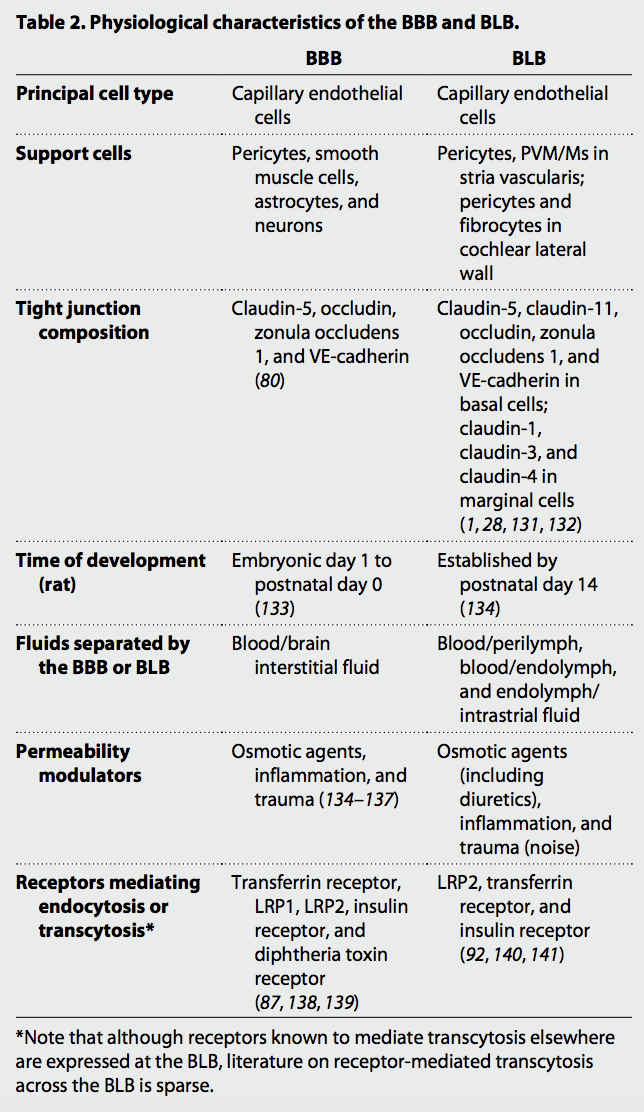 Table 2. Physiological characteristics of the BBB and BLB.
BBB BLB
Principal cell type Capillary endothelial Capillary endothelial
cells cells
Support cells Pericytes, smooth Pericytes, PVM/Ms in
muscle cells, stria vascularis;
astrocytes, and pericytes and
neurons fibrocytes in
cochlear lateral
wall
Tight junction Claudin-5, occludin, Claudin-5, claudin-11,
composition zonula occludens occludin, zonula
1, and VE-cadherin occludens 1, and
(80) VE-cadherin in
basal cells;
claudin-1,
claudin-3, and
claudin-4 in
marginal cells
(1, 28, 131, 132)
Time of development Embryonic day 1 to Established by
(rat) postnatal day 0 postnatal day 14
(133) (134)
Fluids separated by Blood/brain Blood/perilymph,
the BBB or BLB interstitial fluid blood/endolymph,
and endolymph/
intrastrial fluid
Permeability Osmotic agents, Osmotic agents
modulators inflammation, and (including
trauma (134–137) diuretics),
inflammation, and
trauma (noise)
Receptors mediating Transferrin receptor, LRP2, transferrin
endocytosis or LRP1, LRP2, insulin receptor, and
transcytosis* receptor, and insulin receptor
diphtheria toxin (92, 140, 141)
receptor
(87, 138, 139)
*Note that although receptors known to mediate transcytosis elsewhere
are expressed at the BLB, literature on receptor-mediated transcytosis
across the BLB is sparse.